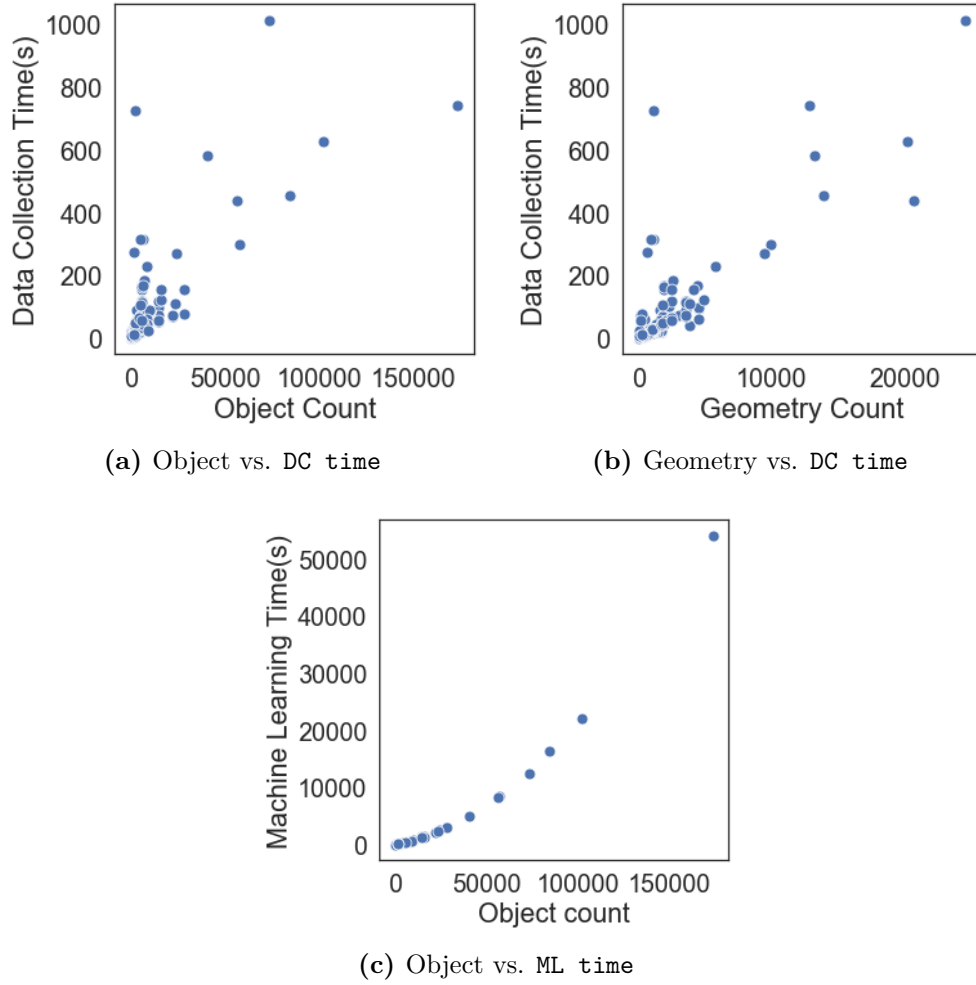 1000
800
600
400
200
0
Data Collection Time(s)
0 50000 100000 150000
Object Count
(a) Object vs. DC time
1000
800
600
400
200
0
Data Collection Time(s)
0 10000 20000
Geometry Count
(b) Geometry vs. DC time
50000
40000
30000
20000
10000
0
Machine Learning Time(s)
0 50000 100000 150000
Object count
(c) Object vs. ML time